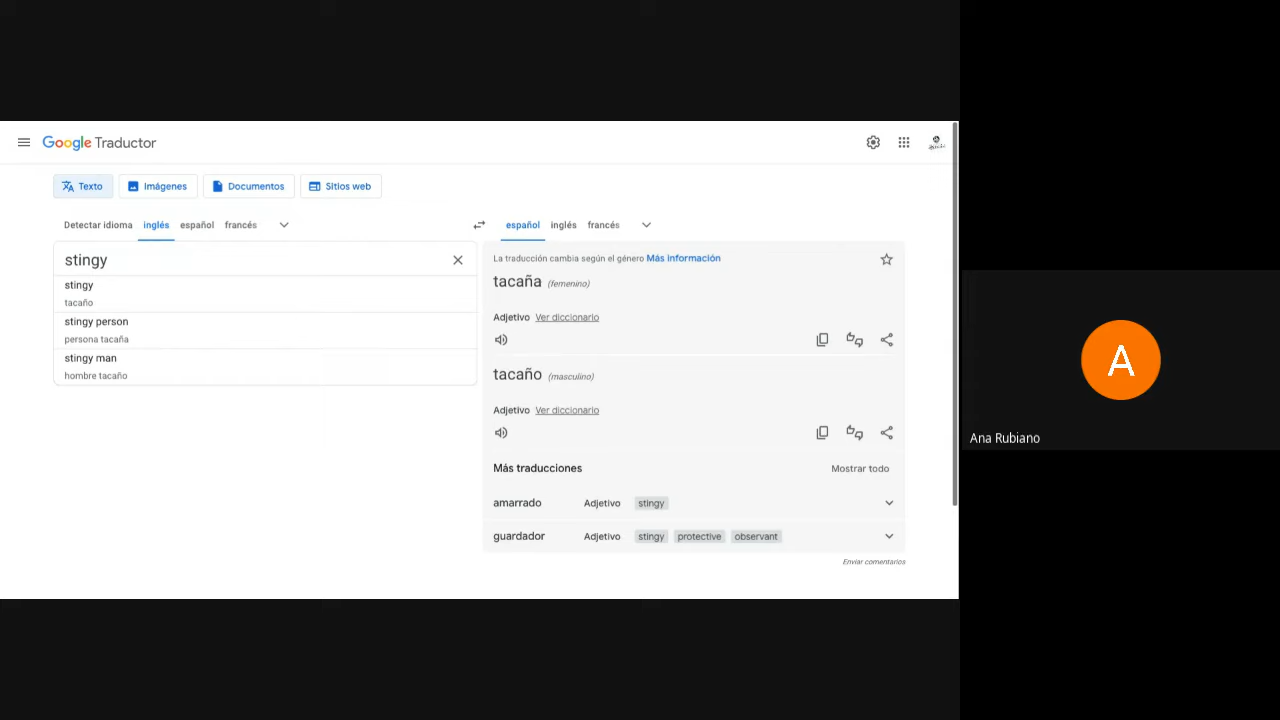 Google Traductor
Texto Imágenes Documentos Sitios web
Detectar idioma inglés español francés
español inglés francés
stingy
stingy
tacaño
stingy person
persona tacaña
stingy man
hombre tacaño
La traducción cambia según el género Más información
tacaña (femenino)
Adjetivo Ver diccionario
tacaño (masculino)
Adjetivo Ver diccionario
Más traducciones Mostrar todo
amarrado Adjetivo stingy
guardador Adjetivo stingy protective observant
Enviar comentarios
A
Ana Rubiano